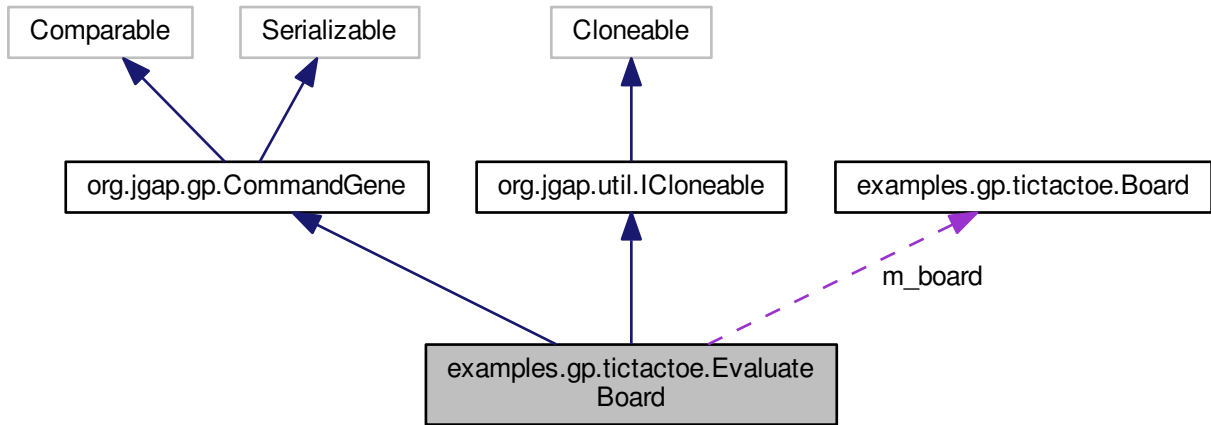 Comparable
Serializable
Cloneable
org.jgap.gp.CommandGene
org.jgap.util.ICloneable
examples.gp.tictactoe.Board
m_board
examples.gp.tictactoe.Evaluate
Board